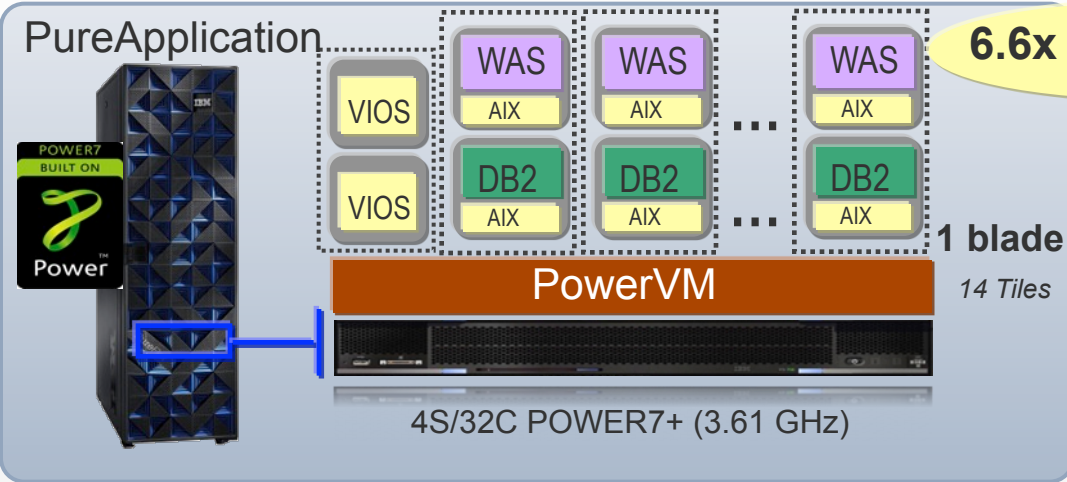 PureApplication
6.6x
WAS
AIX
WAS
AIX
WAS
AIX
VIOS
VIOS
...
DB2
AIX
DB2
AIX
DB2
AIX
...
IBM
POWER7
BUILT ON
Power™
1 blade
14 Tiles
PowerVM
4S/32C POWER7+ (3.61 GHz)